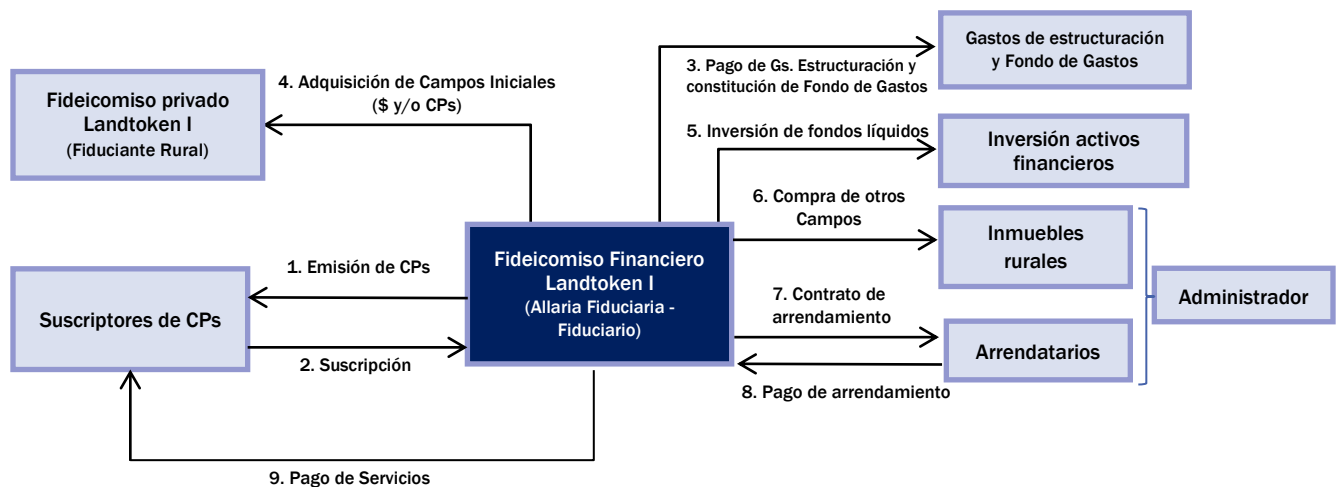 Fideicomiso privado
Landtoken I
(Fiduciante Rural)
4. Adquisición de Campos Iniciales
($ y/o CPs)
3. Pago de Gs. Estructuración y
constitución de Fondo de Gastos
Gastos de estructuración
y Fondo de Gastos
5. Inversión de fondos líquidos
Inversión activos
financieros
6. Compra de otros
Campos
Inmuebles
rurales
Fideicomiso Financiero
Landtoken I
(Allaria Fiduciaria -
Fiduciario)
1. Emisión de CPs
Suscriptores de CPs
2. Suscripción
7. Contrato de
arrendamiento
Arrendatarios
8. Pago de arrendamiento
Administrador
9. Pago de Servicios